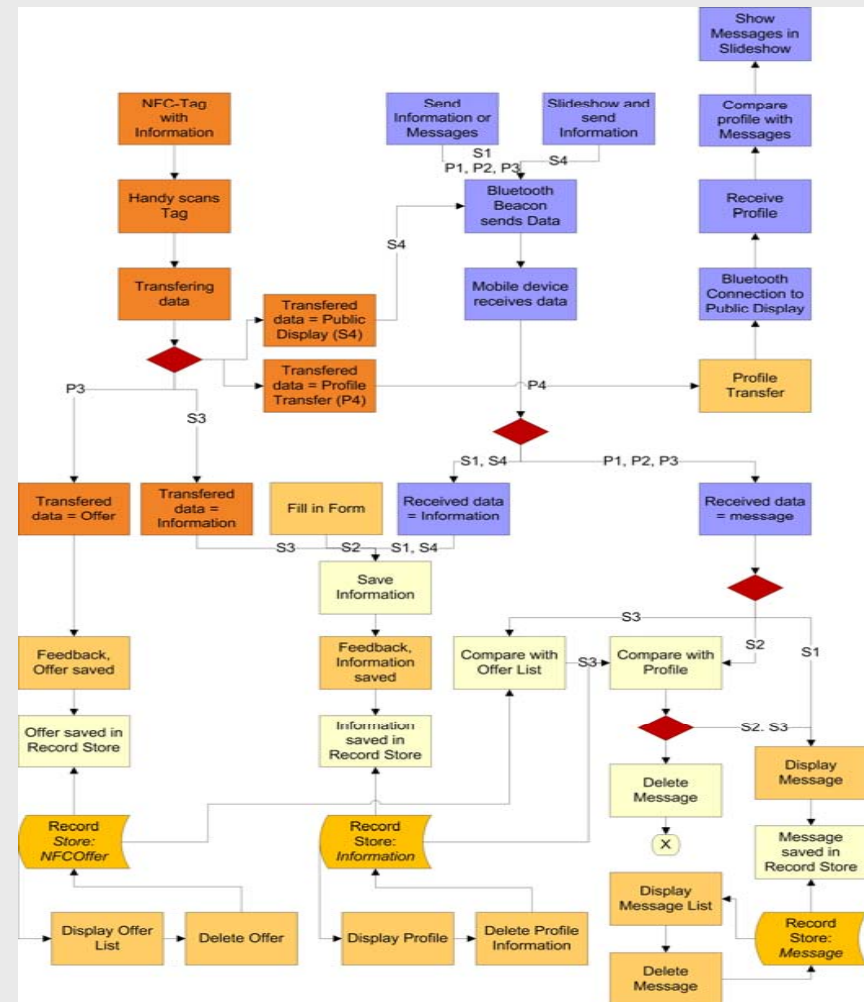 Show
Messages in
Slideshow
NFC-Tag
with
Information
Send
Information or
Messages
Slideshow and
send
Information
Compare
profile with
Messages
S1
P1, P2, P3
S4
Handy scans
Tag
Bluetooth
Beacon
sends Data
Receive
Profile
S4
Transfering
data
Transfered
data = Public
Display (S4)
Mobile device
receives data
Bluetooth
Connection to
Public Display
P3
S3
Transfered
data = Profile
Transfer (P4)
P4
Profile
Transfer
S1, S4
P1, P2, P3
Transfered
data = Offer
Transfered
data =
Information
Fill in Form
Received data
= Information
Received data
= message
S3
S2
S1, S4
Save
Information
S3
S2
S1
Feedback,
Offer saved
Feedback,
Information
saved
Compare with
Offer List
S3
Compare with
Profile
Offer saved in
Record Store
Information
saved in
Record Store
S2. S3
Delete
Message
Display
Message
Record
Store:
NFCOffer
Record
Store:
Information
X
Message
saved in
Record Store
Display Offer
List
Delete Offer
Display Profile
Delete Profile
Information
Display
Message List
Record
Store:
Message
Delete
Message